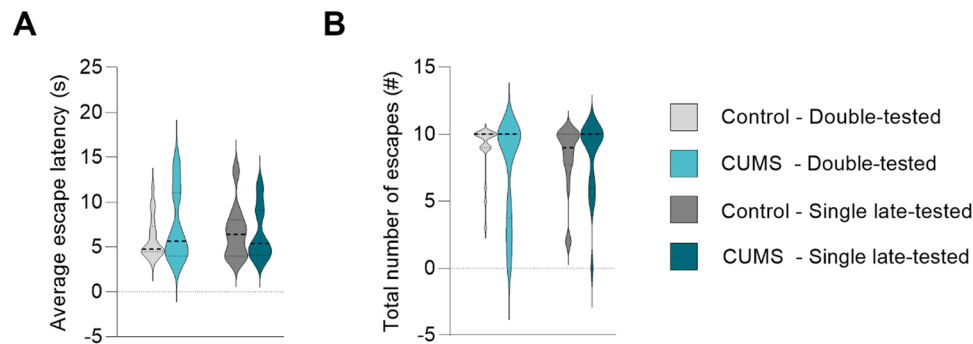 A
B
Average escape latency (s)
25
20
15
10
5
0
-5
Total number of escapes (#)
15
10
5
0
-5
Control - Double-tested
CUMS - Double-tested
Control - Single late-tested
CUMS - Single late-tested